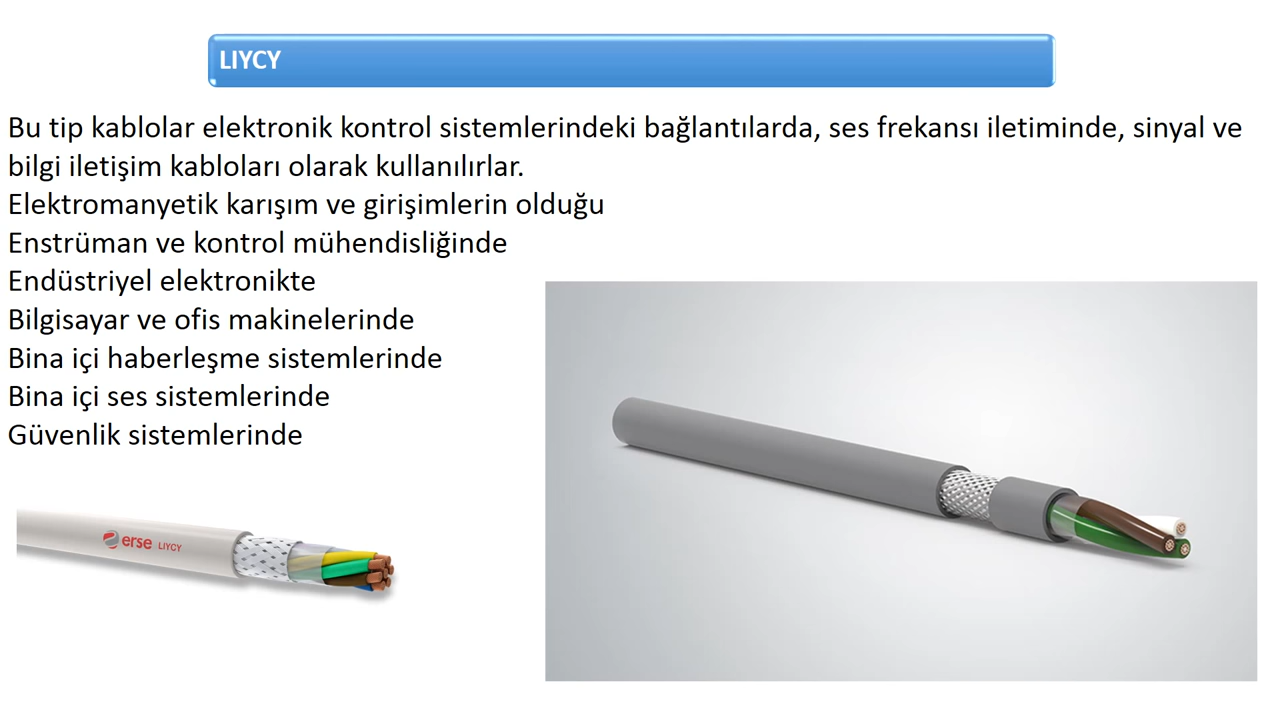 LIYCY
Bu tip kablolar elektronik kontrol sistemlerindeki bağlantılarda, ses frekansı iletiminde, sinyal ve
bilgi iletişim kabloları olarak kullanılırlar.
Elektromanyetik karışım ve girişimlerin olduğu
Enstrüman ve kontrol mühendisliğinde
Endüstriyel elektronikte
Bilgisayar ve ofis makinelerinde
Bina içi haberleşme sistemlerinde
Bina içi ses sistemlerinde
Güvenlik sistemlerinde
erse LIYCY